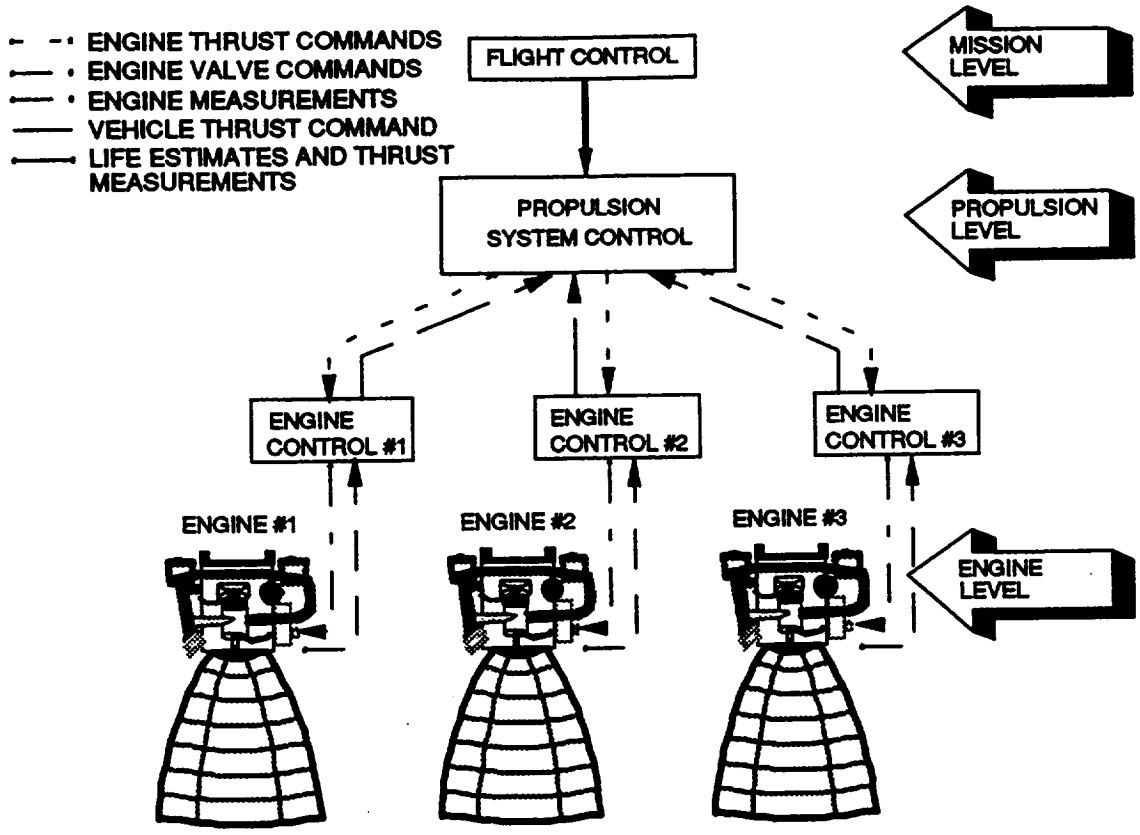 ENGINE THRUST COMMANDS
ENGINE VALVE COMMANDS
ENGINE MEASUREMENTS
VEHICLE THRUST COMMAND
LIFE ESTIMATES AND THRUST
MEASUREMENTS
FLIGHT CONTROL
MISSION
LEVEL
PROPULSION
SYSTEM CONTROL
PROPULSION
LEVEL
ENGINE
CONTROL #1
ENGINE
CONTROL #2
ENGINE
CONTROL #3
ENGINE #1
ENGINE #2
ENGINE #3
ENGINE
LEVEL